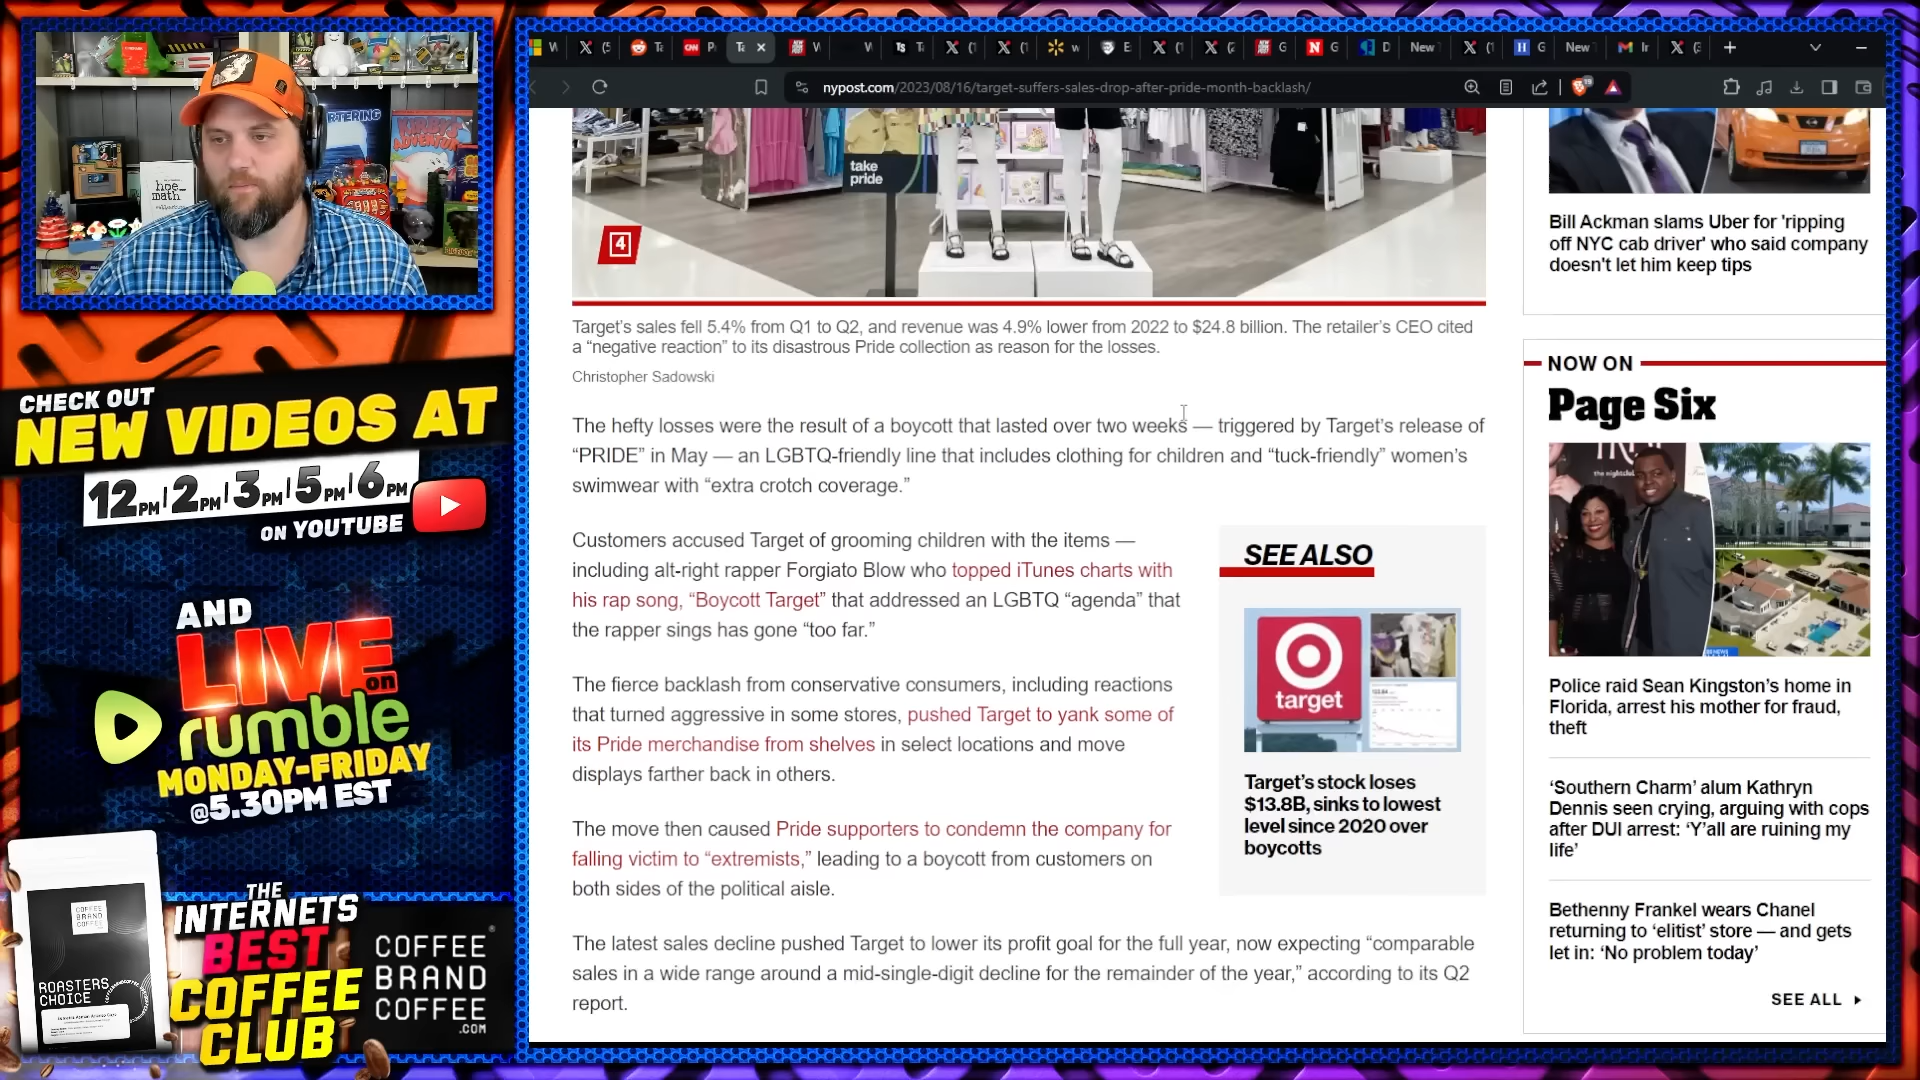 nypost.com/2023/08/16/target-suffers-sales-drop-after-pride-month-backlash/
take
pride
4
Target's sales fell 5.4% from Q1 to Q2, and revenue was 4.9% lower from 2022 to $24.8 billion. The retailer's CEO cited
a “negative reaction” to its disastrous Pride collection as reason for the losses.
Christopher Sadowski
The hefty losses were the result of a boycott that lasted over two weeks — triggered by Target's release of
“PRIDE” in May — an LGBTQ-friendly line that includes clothing for children and “tuck-friendly” women's
swimwear with “extra crotch coverage.”
Customers accused Target of grooming children with the items —
including alt-right rapper Forgiato Blow who topped iTunes charts with
his rap song, “Boycott Target” that addressed an LGBTQ “agenda” that
the rapper sings has gone “too far.”
The fierce backlash from conservative consumers, including reactions
that turned aggressive in some stores, pushed Target to yank some of
its Pride merchandise from shelves in select locations and move
displays farther back in others.
The move then caused Pride supporters to condemn the company for
falling victim to “extremists,” leading to a boycott from customers on
both sides of the political aisle.
The latest sales decline pushed Target to lower its profit goal for the full year, now expecting “comparable
sales in a wide range around a mid-single-digit decline for the remainder of the year,” according to its Q2
report.
SEE ALSO
target
Target's stock loses
$13.8B, sinks to lowest
level since 2020 over
boycotts
Bill Ackman slams Uber for 'ripping
off NYC cab driver' who said company
doesn't let him keep tips
NOW ON
Page Six
Police raid Sean Kingston's home in
Florida, arrest his mother for fraud,
theft
‘Southern Charm’ alum Kathryn
Dennis seen crying, arguing with cops
after DUI arrest: ‘Y'all are ruining my
life’
Bethenny Frankel wears Chanel
returning to ‘elitist’ store — and gets
let in: ‘No problem today’
SEE ALL
hoe_
math
CHECK OUT
NEW VIDEOS AT
12PM | 2PM | 3PM | 5PM | 6PM
ON YOUTUBE
AND
LIVE
on
rumble
MONDAY-FRIDAY
@5.30PM EST
THE
INTERNETS
BEST
COFFEE
CLUB
COFFEE
BRAND
COFFEE
.COM
COFFEE
BRAND
COFFEE
ROASTERS
CHOICE